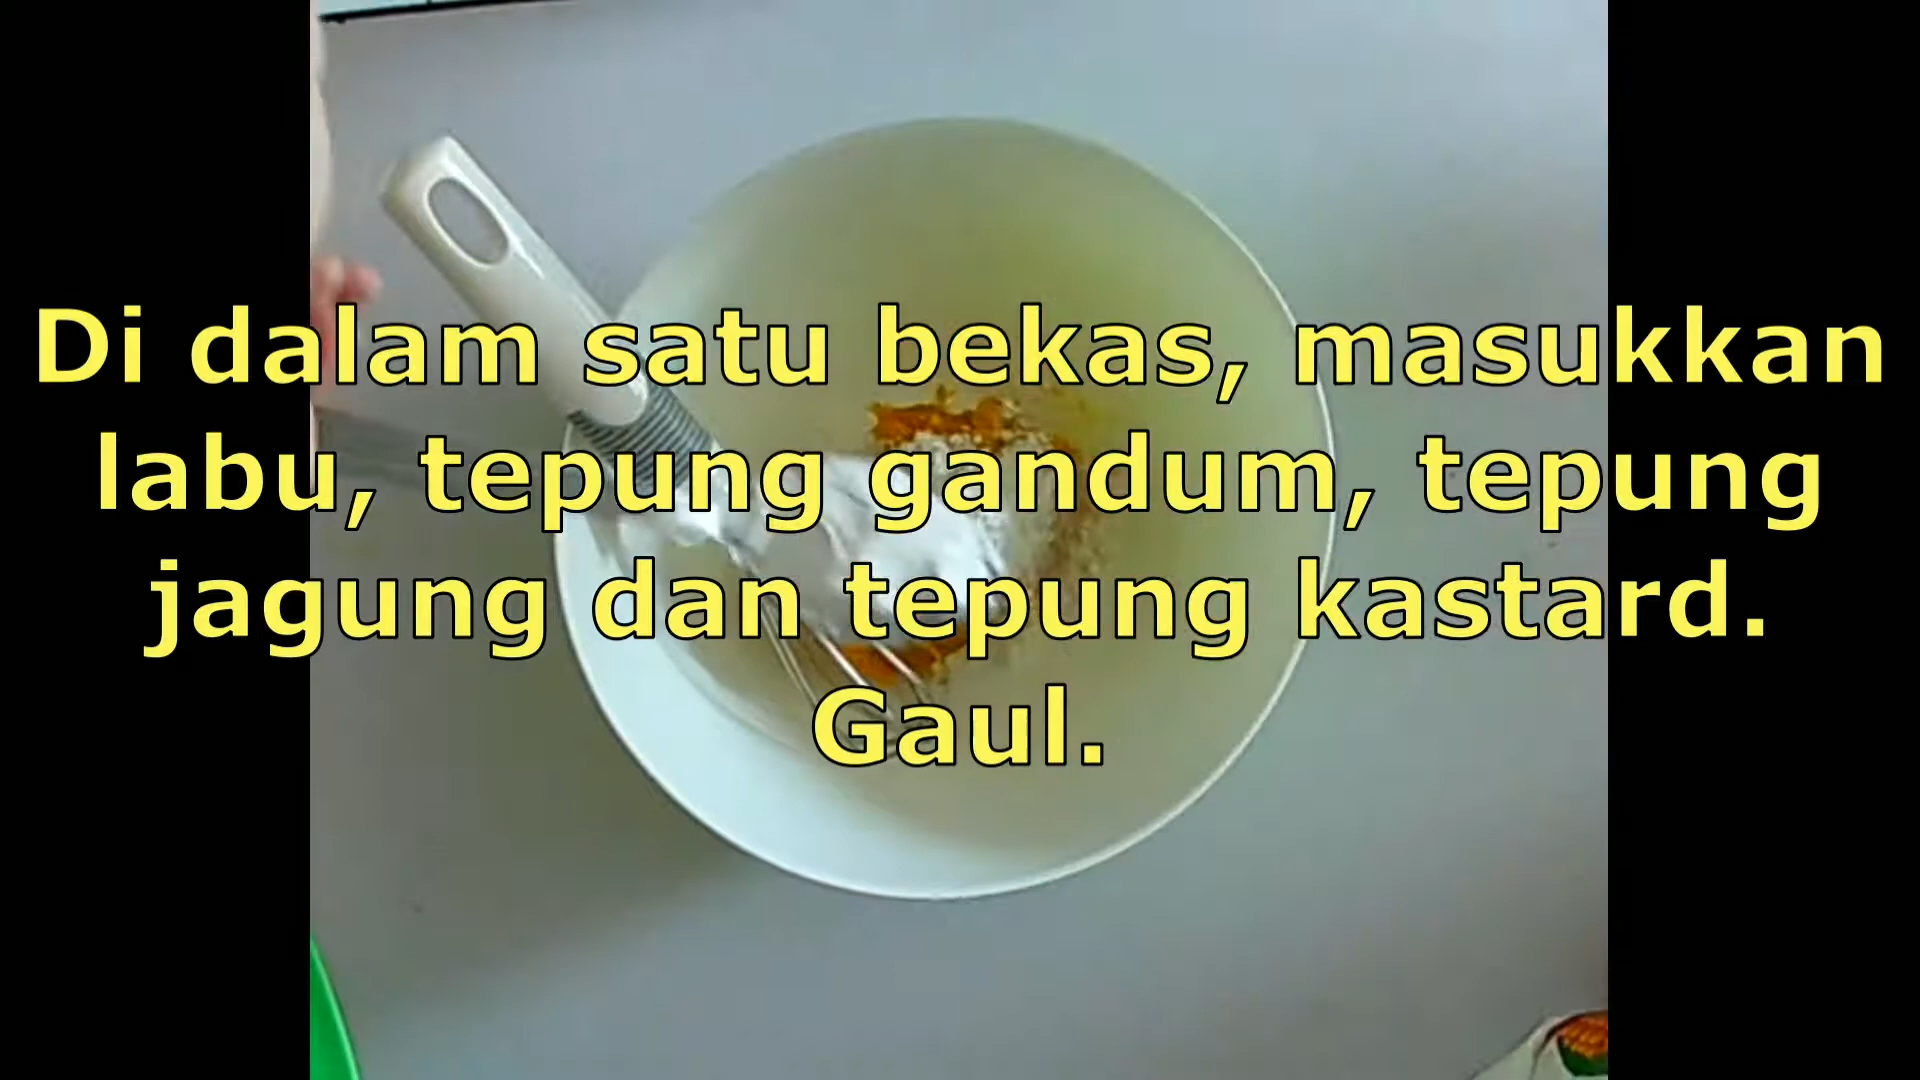 Di dalam satu bekas, masukkan
labu, tepung gandum, tepung
jagung dan tepung kastard.
Gaul.